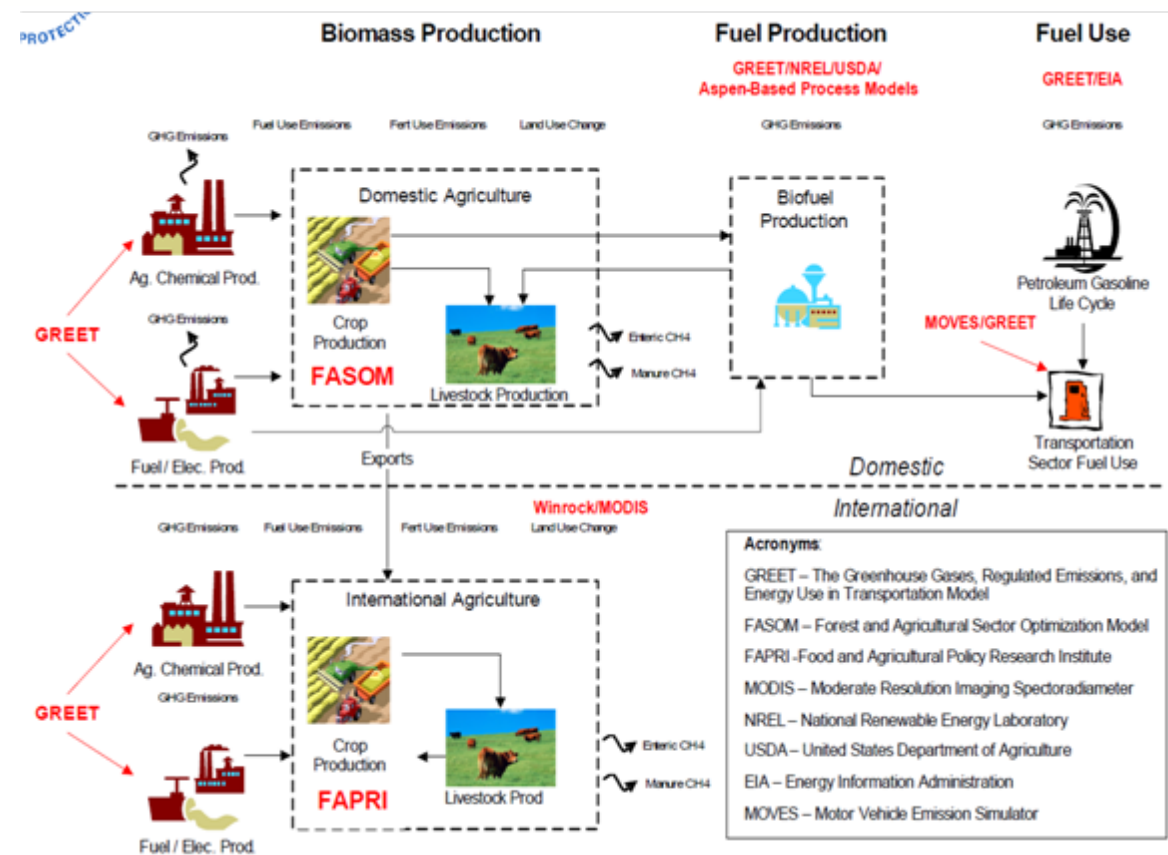 PROTECTI
Biomass Production
Fuel Production
Fuel Use
GREET/NREL/USDA/
Aspen-Based Process Models
GREET/EIA
GHG Emissions
Fuel Use Emissions
Fert Use Emissions
Land Use Change
GHG Emissions
GHG Emissions
Domestic Agriculture
Biofuel
Production
Ag. Chemical Prod.
Petroleum Gasoline
Life Cycle
GHG Emissions
GREET
Crop
Production
FASOM
Enteric CH4
Manure CH4
Livestock Production
MOVES/GREET
Fuel / Elec. Prod.
Exports
Transportation
Sector Fuel Use
Domestic
International
Winrock/MODIS
GHG Emissions
Fuel Use Emissions
Fert Use Emissions
Land Use Change
International Agriculture
Ag. Chemical Prod.
GHG Emissions
GREET
Crop
Production
FAPRI
Livestock Prod
Enteric CH4
Manure CH4
Fuel / Elec. Prod.
Acronyms:
GREET – The Greenhouse Gases, Regulated Emissions, and
Energy Use in Transportation Model
FASOM – Forest and Agricultural Sector Optimization Model
FAPRI -Food and Agricultural Policy Research Institute
MODIS – Moderate Resolution Imaging Spectoradiameter
NREL – National Renewable Energy Laboratory
USDA – United States Department of Agriculture
EIA – Energy Information Administration
MOVES – Motor Vehicle Emission Simulator